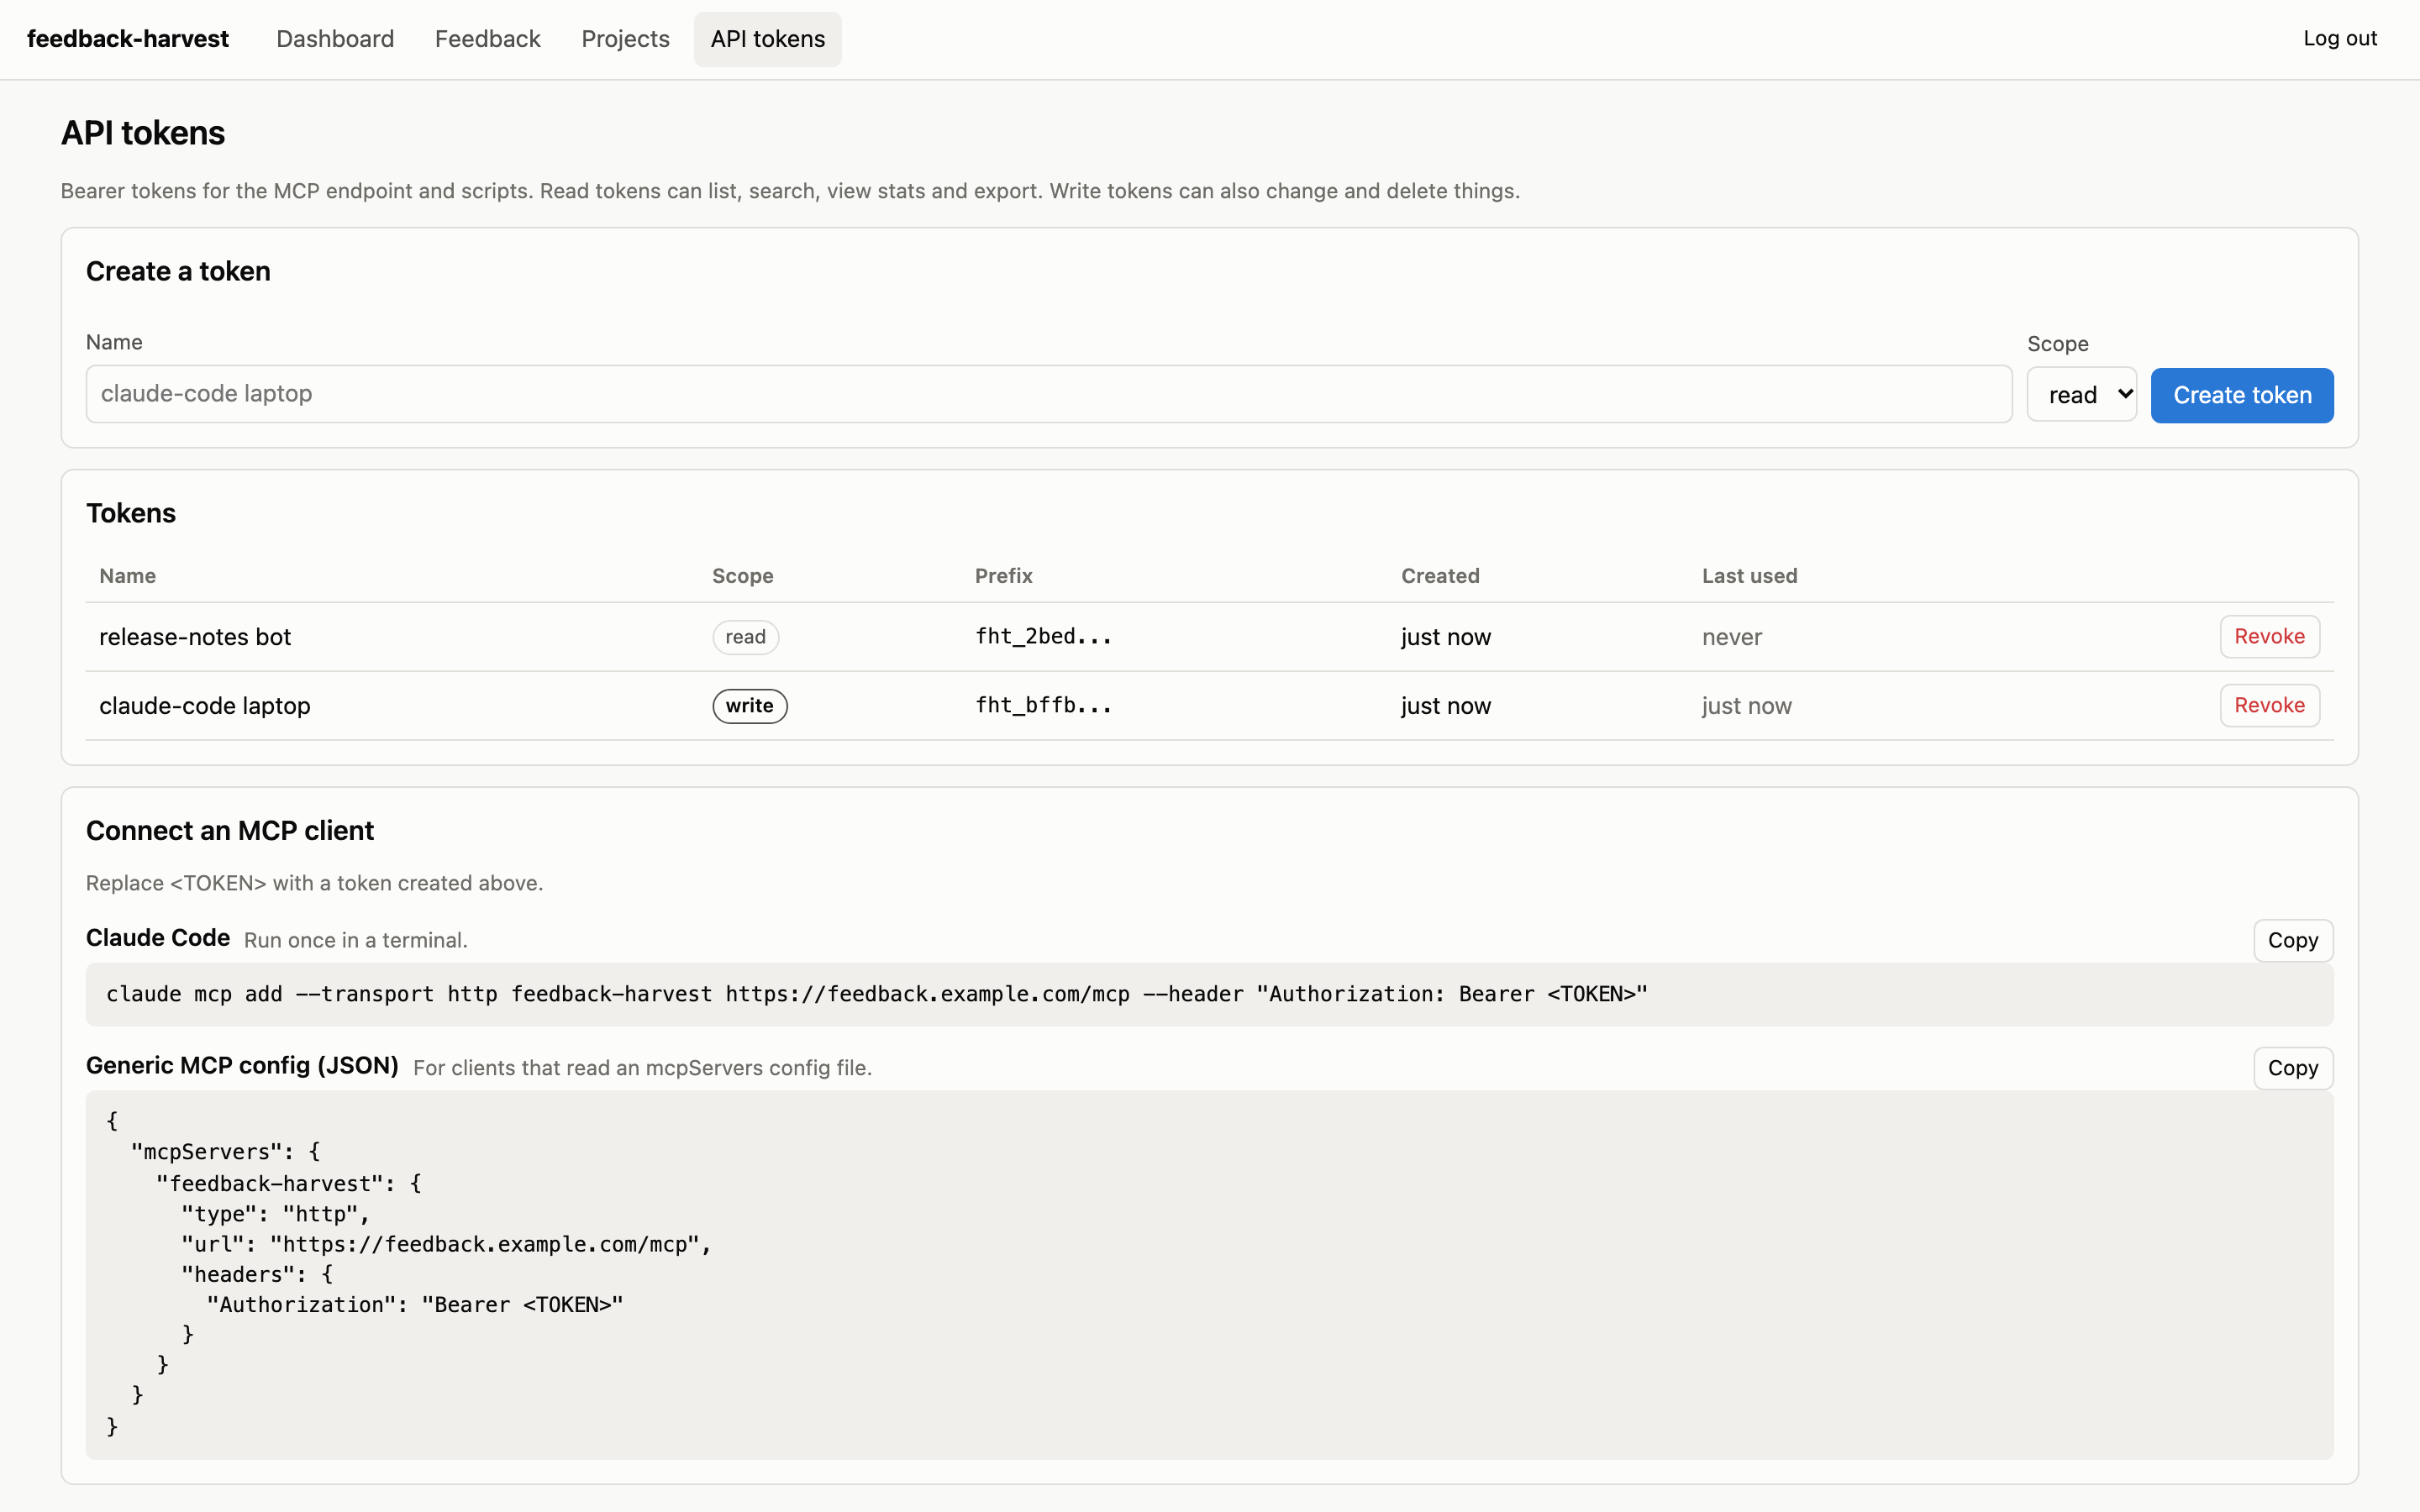 feedback-harvest Dashboard Feedback Projects API tokens Log out
API tokens
Bearer tokens for the MCP endpoint and scripts. Read tokens can list, search, view stats and export. Write tokens can also change and delete things.
Create a token
Name Scope
claude-code laptop read Create token
Tokens
Name Scope Prefix Created Last used
release-notes bot read fht_2bed... just now never Revoke
claude-code laptop write fht_bffb... just now just now Revoke
Connect an MCP client
Replace <TOKEN> with a token created above.
Claude Code Run once in a terminal. Copy
claude mcp add --transport http feedback-harvest https://feedback.example.com/mcp --header "Authorization: Bearer <TOKEN>"
Generic MCP config (JSON) For clients that read an mcpServers config file. Copy
{
  "mcpServers": {
    "feedback-harvest": {
      "type": "http",
      "url": "https://feedback.example.com/mcp",
      "headers": {
        "Authorization": "Bearer <TOKEN>"
      }
    }
  }
}